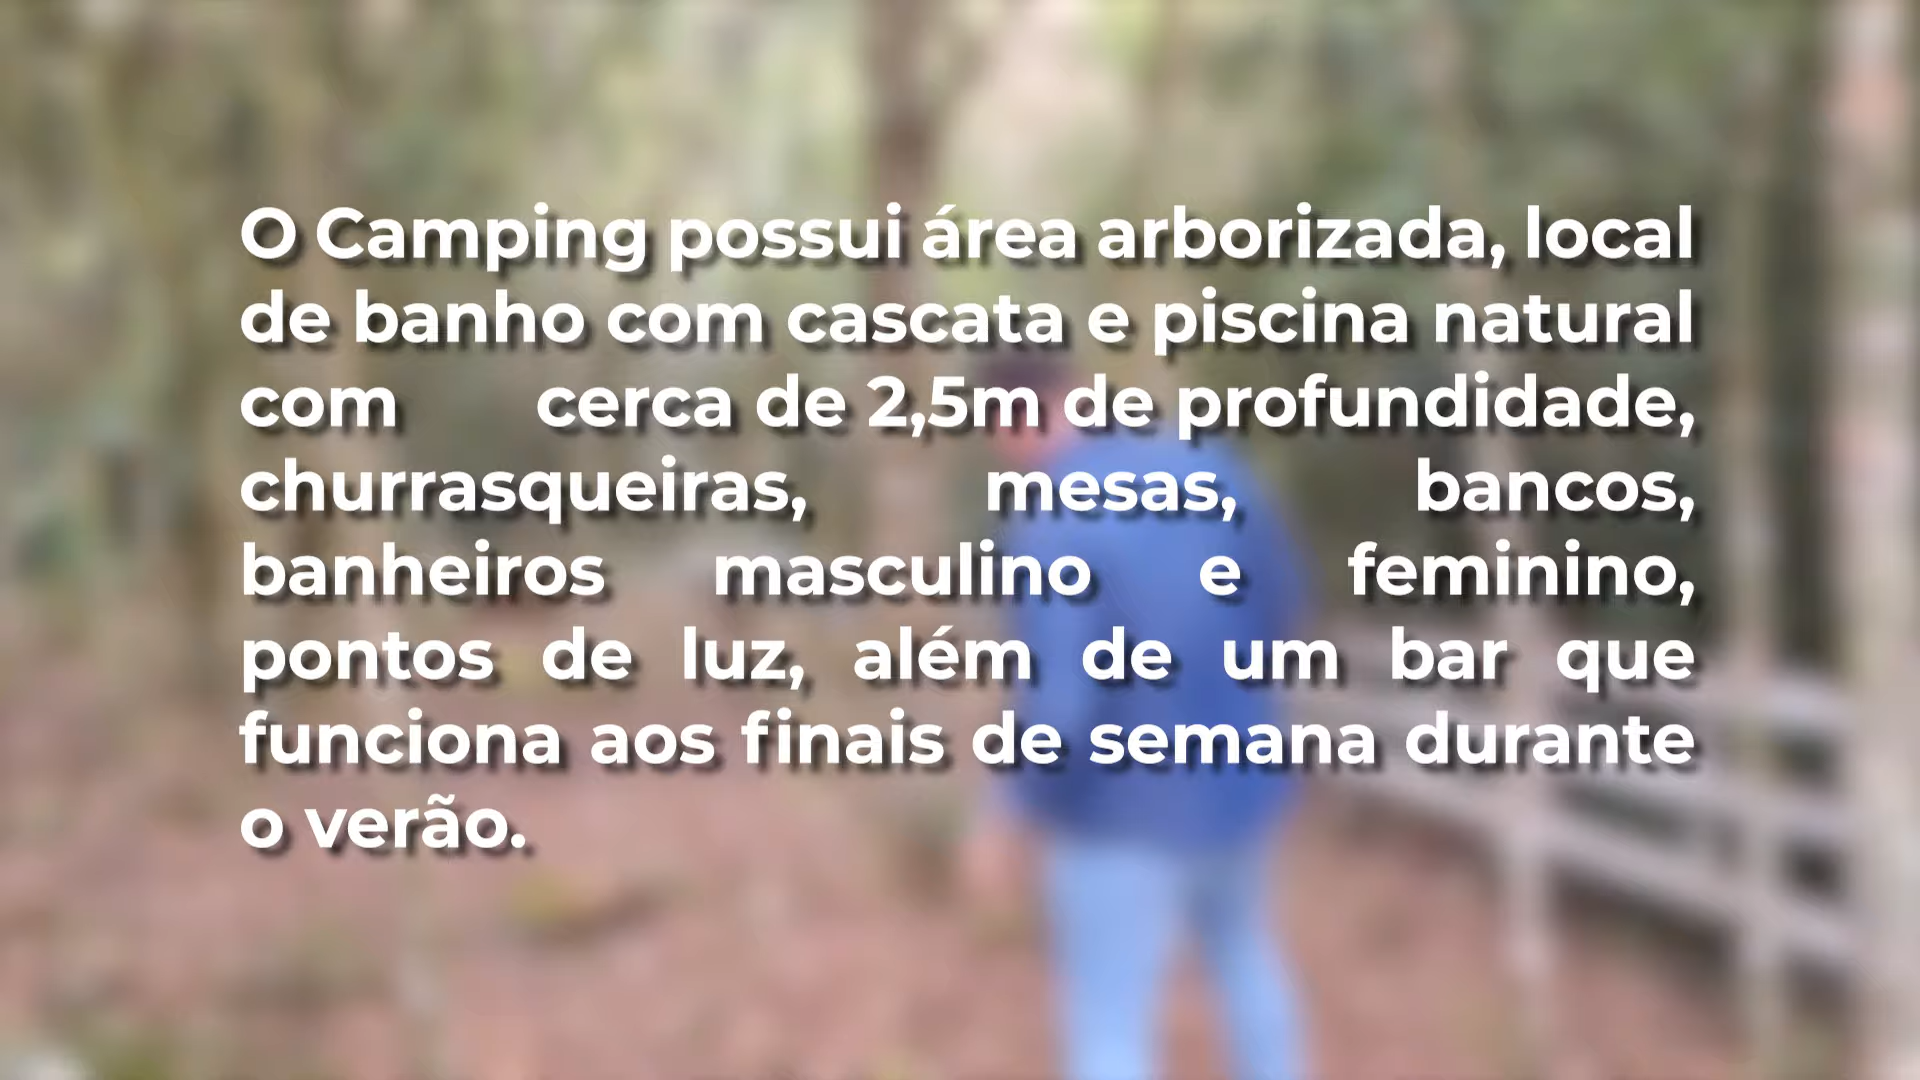 O Camping possui área arborizada, local
de banho com cascata e piscina natural
com cerca de 2,5m de profundidade,
churrasqueiras, mesas, bancos,
banheiros masculino e feminino,
pontos de luz, além de um bar que
funciona aos finais de semana durante
o verão.